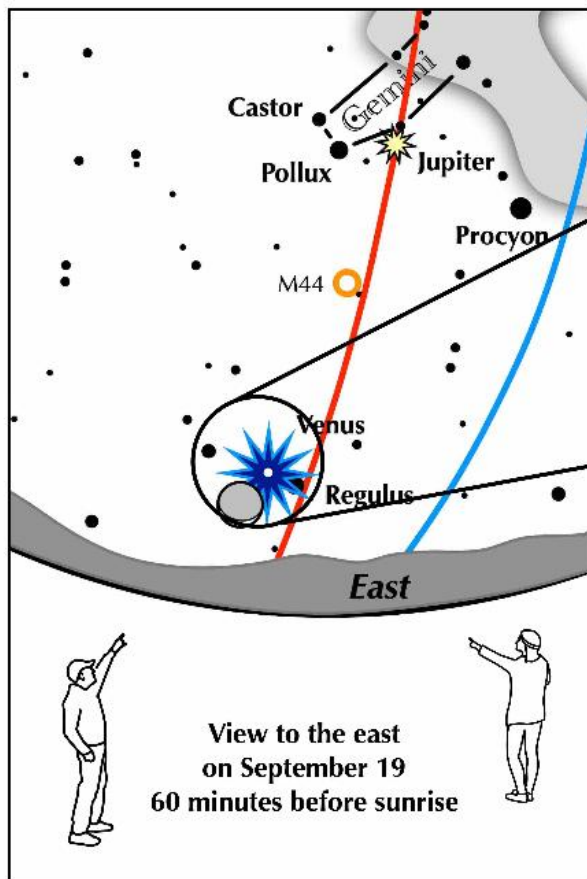 Gemini
Castor
Pollux
Jupiter
Procyon
M44
Venus
Regulus
East
View to the east
on September 19
60 minutes before sunrise